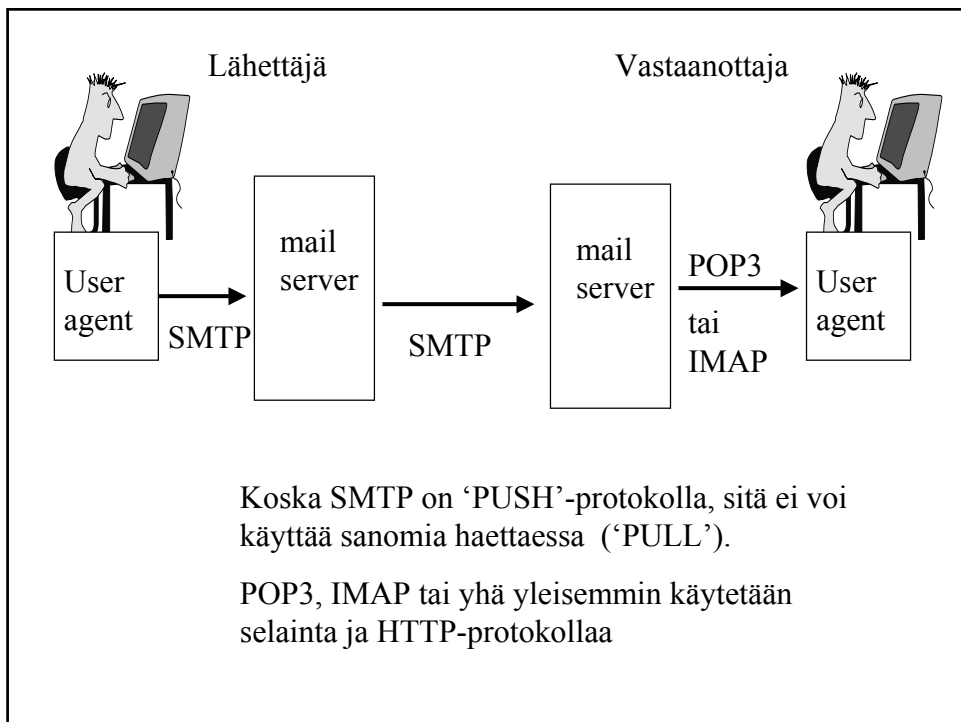 Lähettäjä
Vastaanottaja
User
agent
SMTP
mail
server
SMTP
mail
server
POP3
tai
IMAP
User
agent
Koska SMTP on ‘PUSH’-protokolla, sitä ei voi
käyttää sanomia haettaessa (‘PULL’).
POP3, IMAP tai yhä yleisemmin käytetään
selainta ja HTTP-protokollaa